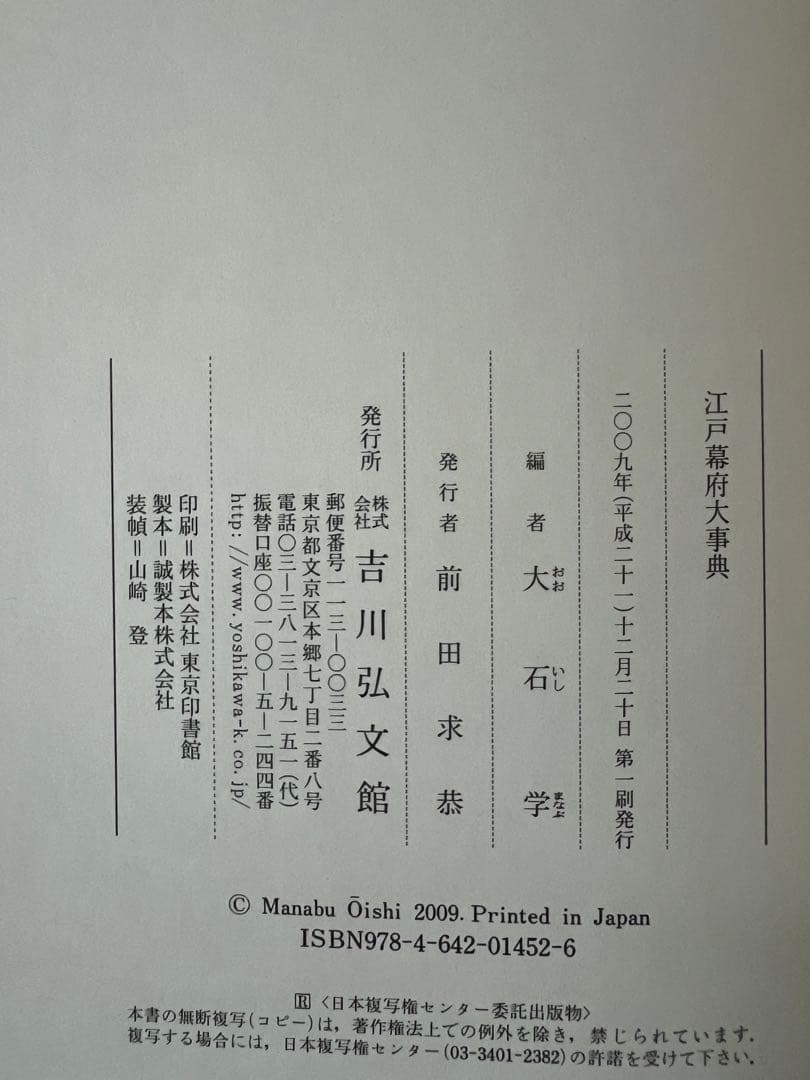 江戸幕府大事典
二〇〇九年(平成二十一)十二月二十日 第一刷発行
編者 大石学
おお いし まなぶ
発行者 前田求恭
発行所 株式会社 吉川弘文館
郵便番号一一三―〇〇三三
東京都文京区本郷七丁目二番八号
電話〇三―三八一三―九一五一(代)
振替口座〇〇一〇〇―五―二四四番
http://www.yoshikawa-k.co.jp/
印刷＝株式会社 東京印書館
製本＝誠製本株式会社
装幀＝山崎 登
© Manabu Ōishi 2009. Printed in Japan
ISBN978-4-642-01452-6
Ⓡ〈日本複写権センター委託出版物〉
本書の無断複写(コピー)は，著作権法上での例外を除き，禁じられています．
複写する場合には，日本複写権センター(03-3401-2382)の許諾を受けて下さい．